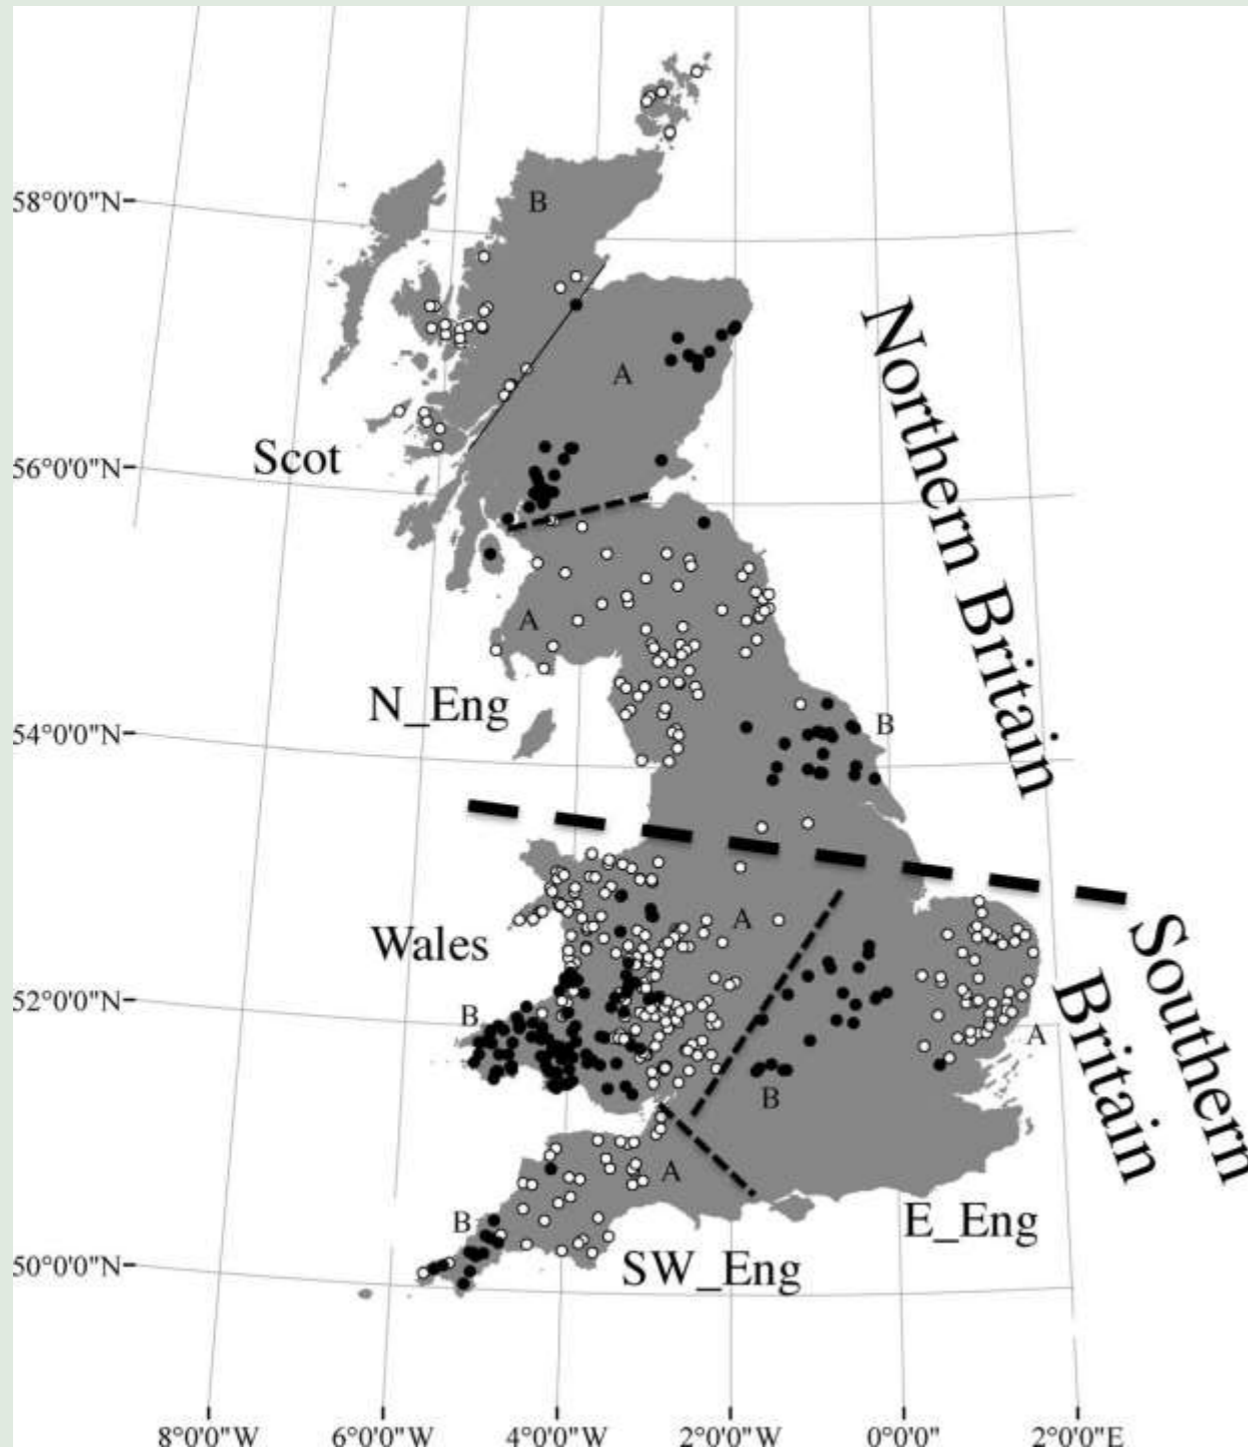 B
58°0'0"N
A
Scot
56°0'0"N
Northern Britain
A
N_Eng
B
54°0'0"N
A
Wales
Southern
Britain
52°0'0"N
B
A
B
A
B
E_Eng
SW_Eng
50°0'0"N
8°0'0"W 6°0'0"W 4°0'0"W 2°0'0"W 0°0'0" 2°0'0"E